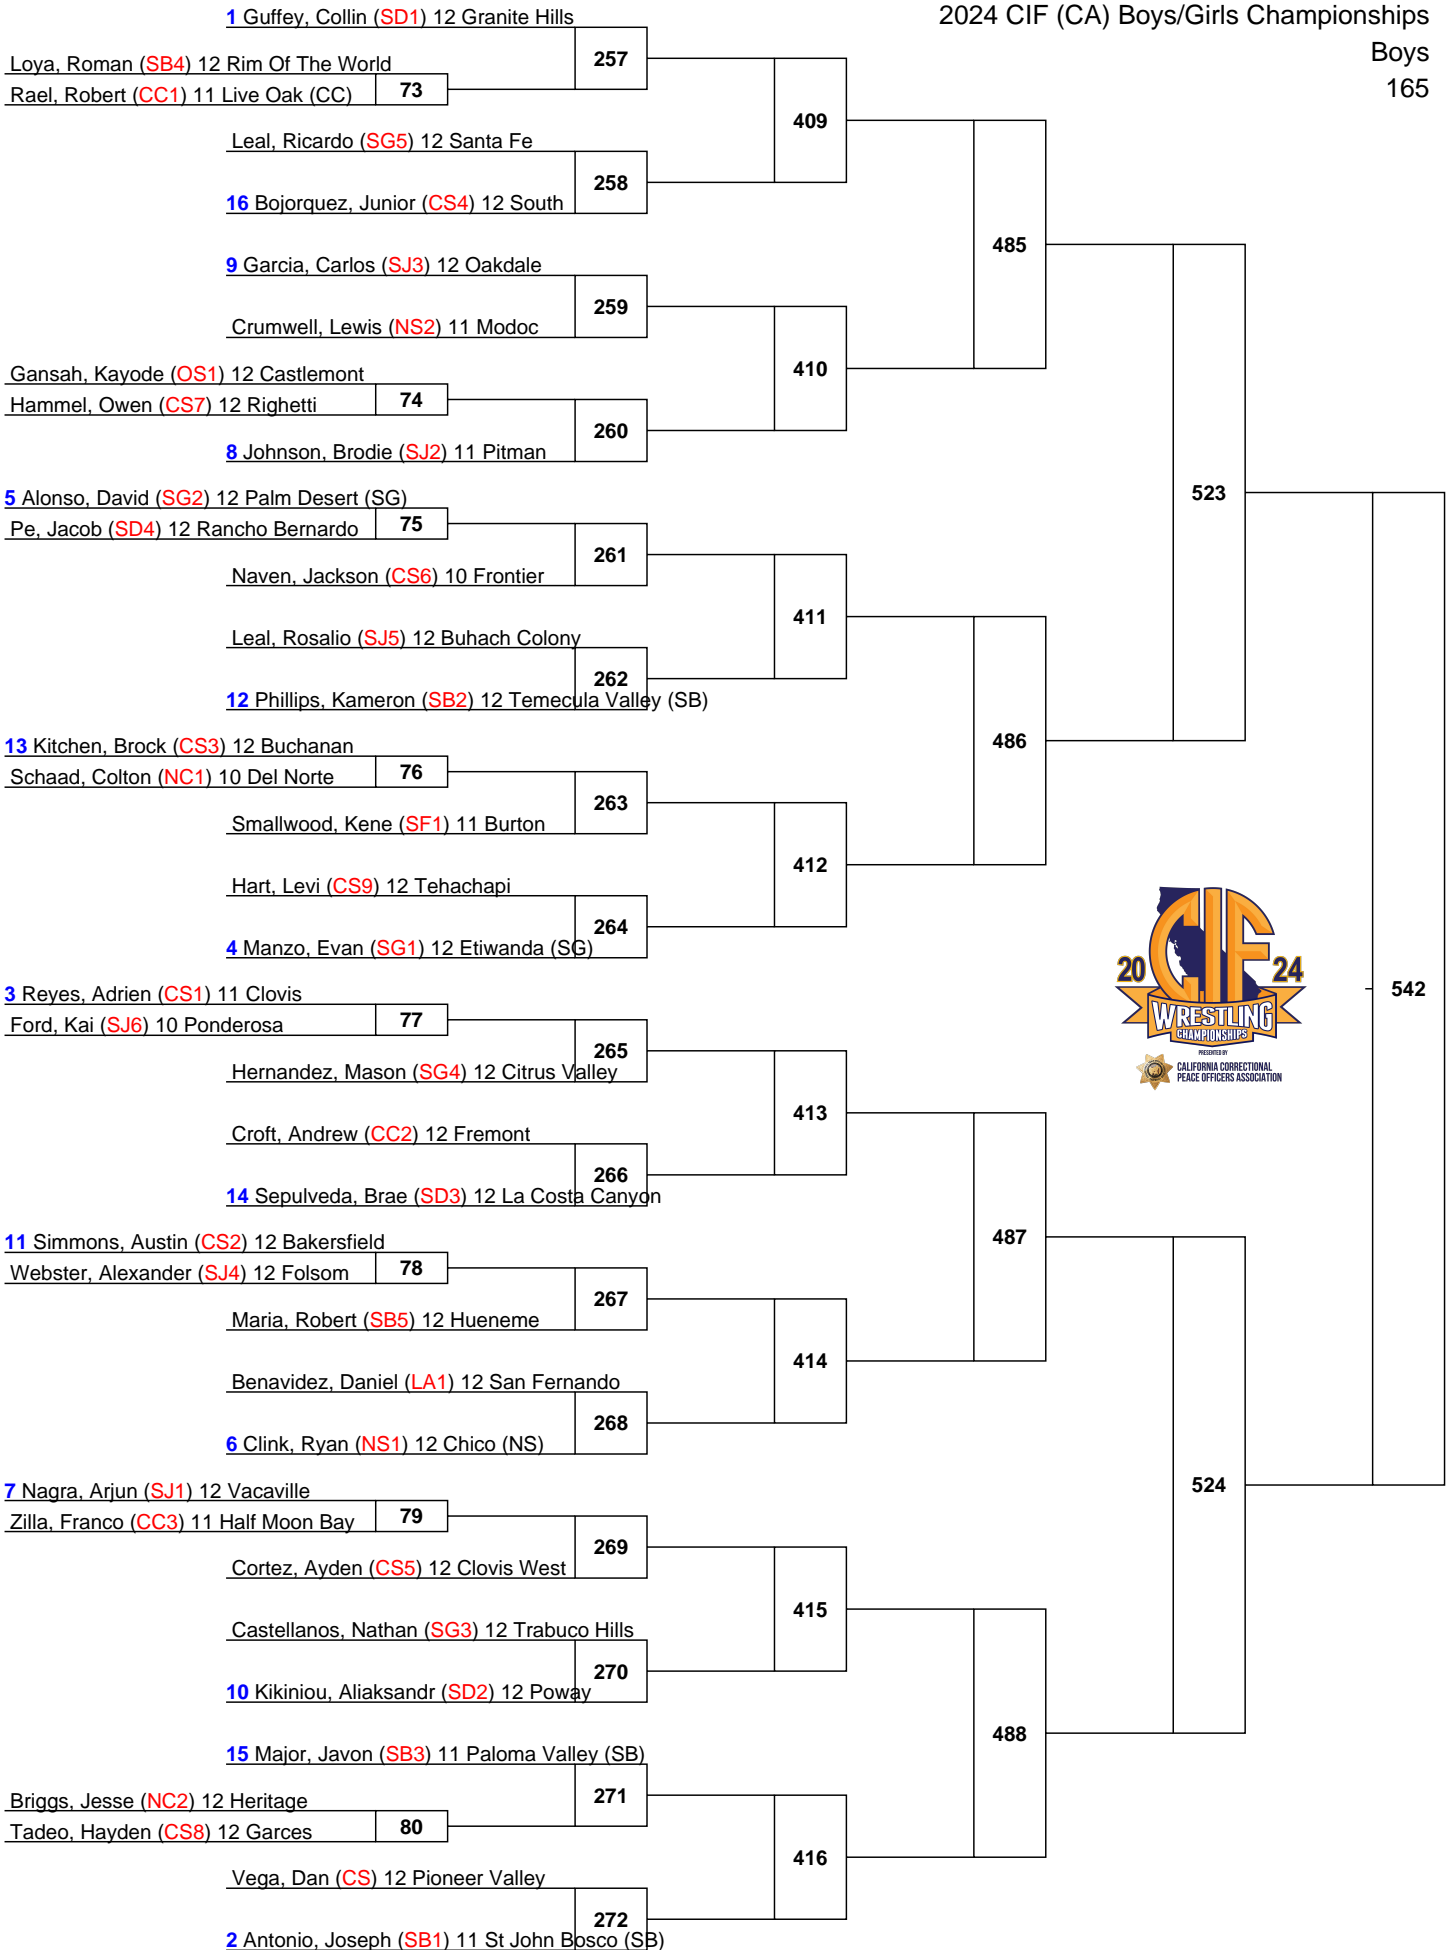 1 Guffey, Collin (SD1) 12 Granite Hills
2024 CIF (CA) Boys/Girls Championships
Boys
165
257
Loya, Roman (SB4) 12 Rim Of The World
73
Rael, Robert (CC1) 11 Live Oak (CC)
409
Leal, Ricardo (SG5) 12 Santa Fe
258
16 Bojorquez, Junior (CS4) 12 South
485
9 Garcia, Carlos (SJ3) 12 Oakdale
259
Crumwell, Lewis (NS2) 11 Modoc
410
Gansah, Kayode (OS1) 12 Castlemont
74
Hammel, Owen (CS7) 12 Righetti
260
8 Johnson, Brodie (SJ2) 11 Pitman
523
5 Alonso, David (SG2) 12 Palm Desert (SG)
75
Pe, Jacob (SD4) 12 Rancho Bernardo
261
Naven, Jackson (CS6) 10 Frontier
411
Leal, Rosalio (SJ5) 12 Buhach Colony
262
12 Phillips, Kameron (SB2) 12 Temecula Valley (SB)
486
13 Kitchen, Brock (CS3) 12 Buchanan
76
Schaad, Colton (NC1) 10 Del Norte
263
Smallwood, Kene (SF1) 11 Burton
412
Hart, Levi (CS9) 12 Tehachapi
264
4 Manzo, Evan (SG1) 12 Etiwanda (SG)
CIF
20 24
WRESTLING
CHAMPIONSHIPS
PRESENTED BY
CALIFORNIA CORRECTIONAL
PEACE OFFICERS ASSOCIATION
542
3 Reyes, Adrien (CS1) 11 Clovis
77
Ford, Kai (SJ6) 10 Ponderosa
265
Hernandez, Mason (SG4) 12 Citrus Valley
413
Croft, Andrew (CC2) 12 Fremont
266
14 Sepulveda, Brae (SD3) 12 La Costa Canyon
487
11 Simmons, Austin (CS2) 12 Bakersfield
78
Webster, Alexander (SJ4) 12 Folsom
267
Maria, Robert (SB5) 12 Hueneme
414
Benavidez, Daniel (LA1) 12 San Fernando
268
6 Clink, Ryan (NS1) 12 Chico (NS)
524
7 Nagra, Arjun (SJ1) 12 Vacaville
79
Zilla, Franco (CC3) 11 Half Moon Bay
269
Cortez, Ayden (CS5) 12 Clovis West
415
Castellanos, Nathan (SG3) 12 Trabuco Hills
270
10 Kikiniou, Aliaksandr (SD2) 12 Poway
488
15 Major, Javon (SB3) 11 Paloma Valley (SB)
271
Briggs, Jesse (NC2) 12 Heritage
80
Tadeo, Hayden (CS8) 12 Garces
416
Vega, Dan (CS) 12 Pioneer Valley
272
2 Antonio, Joseph (SB1) 11 St John Bosco (SB)